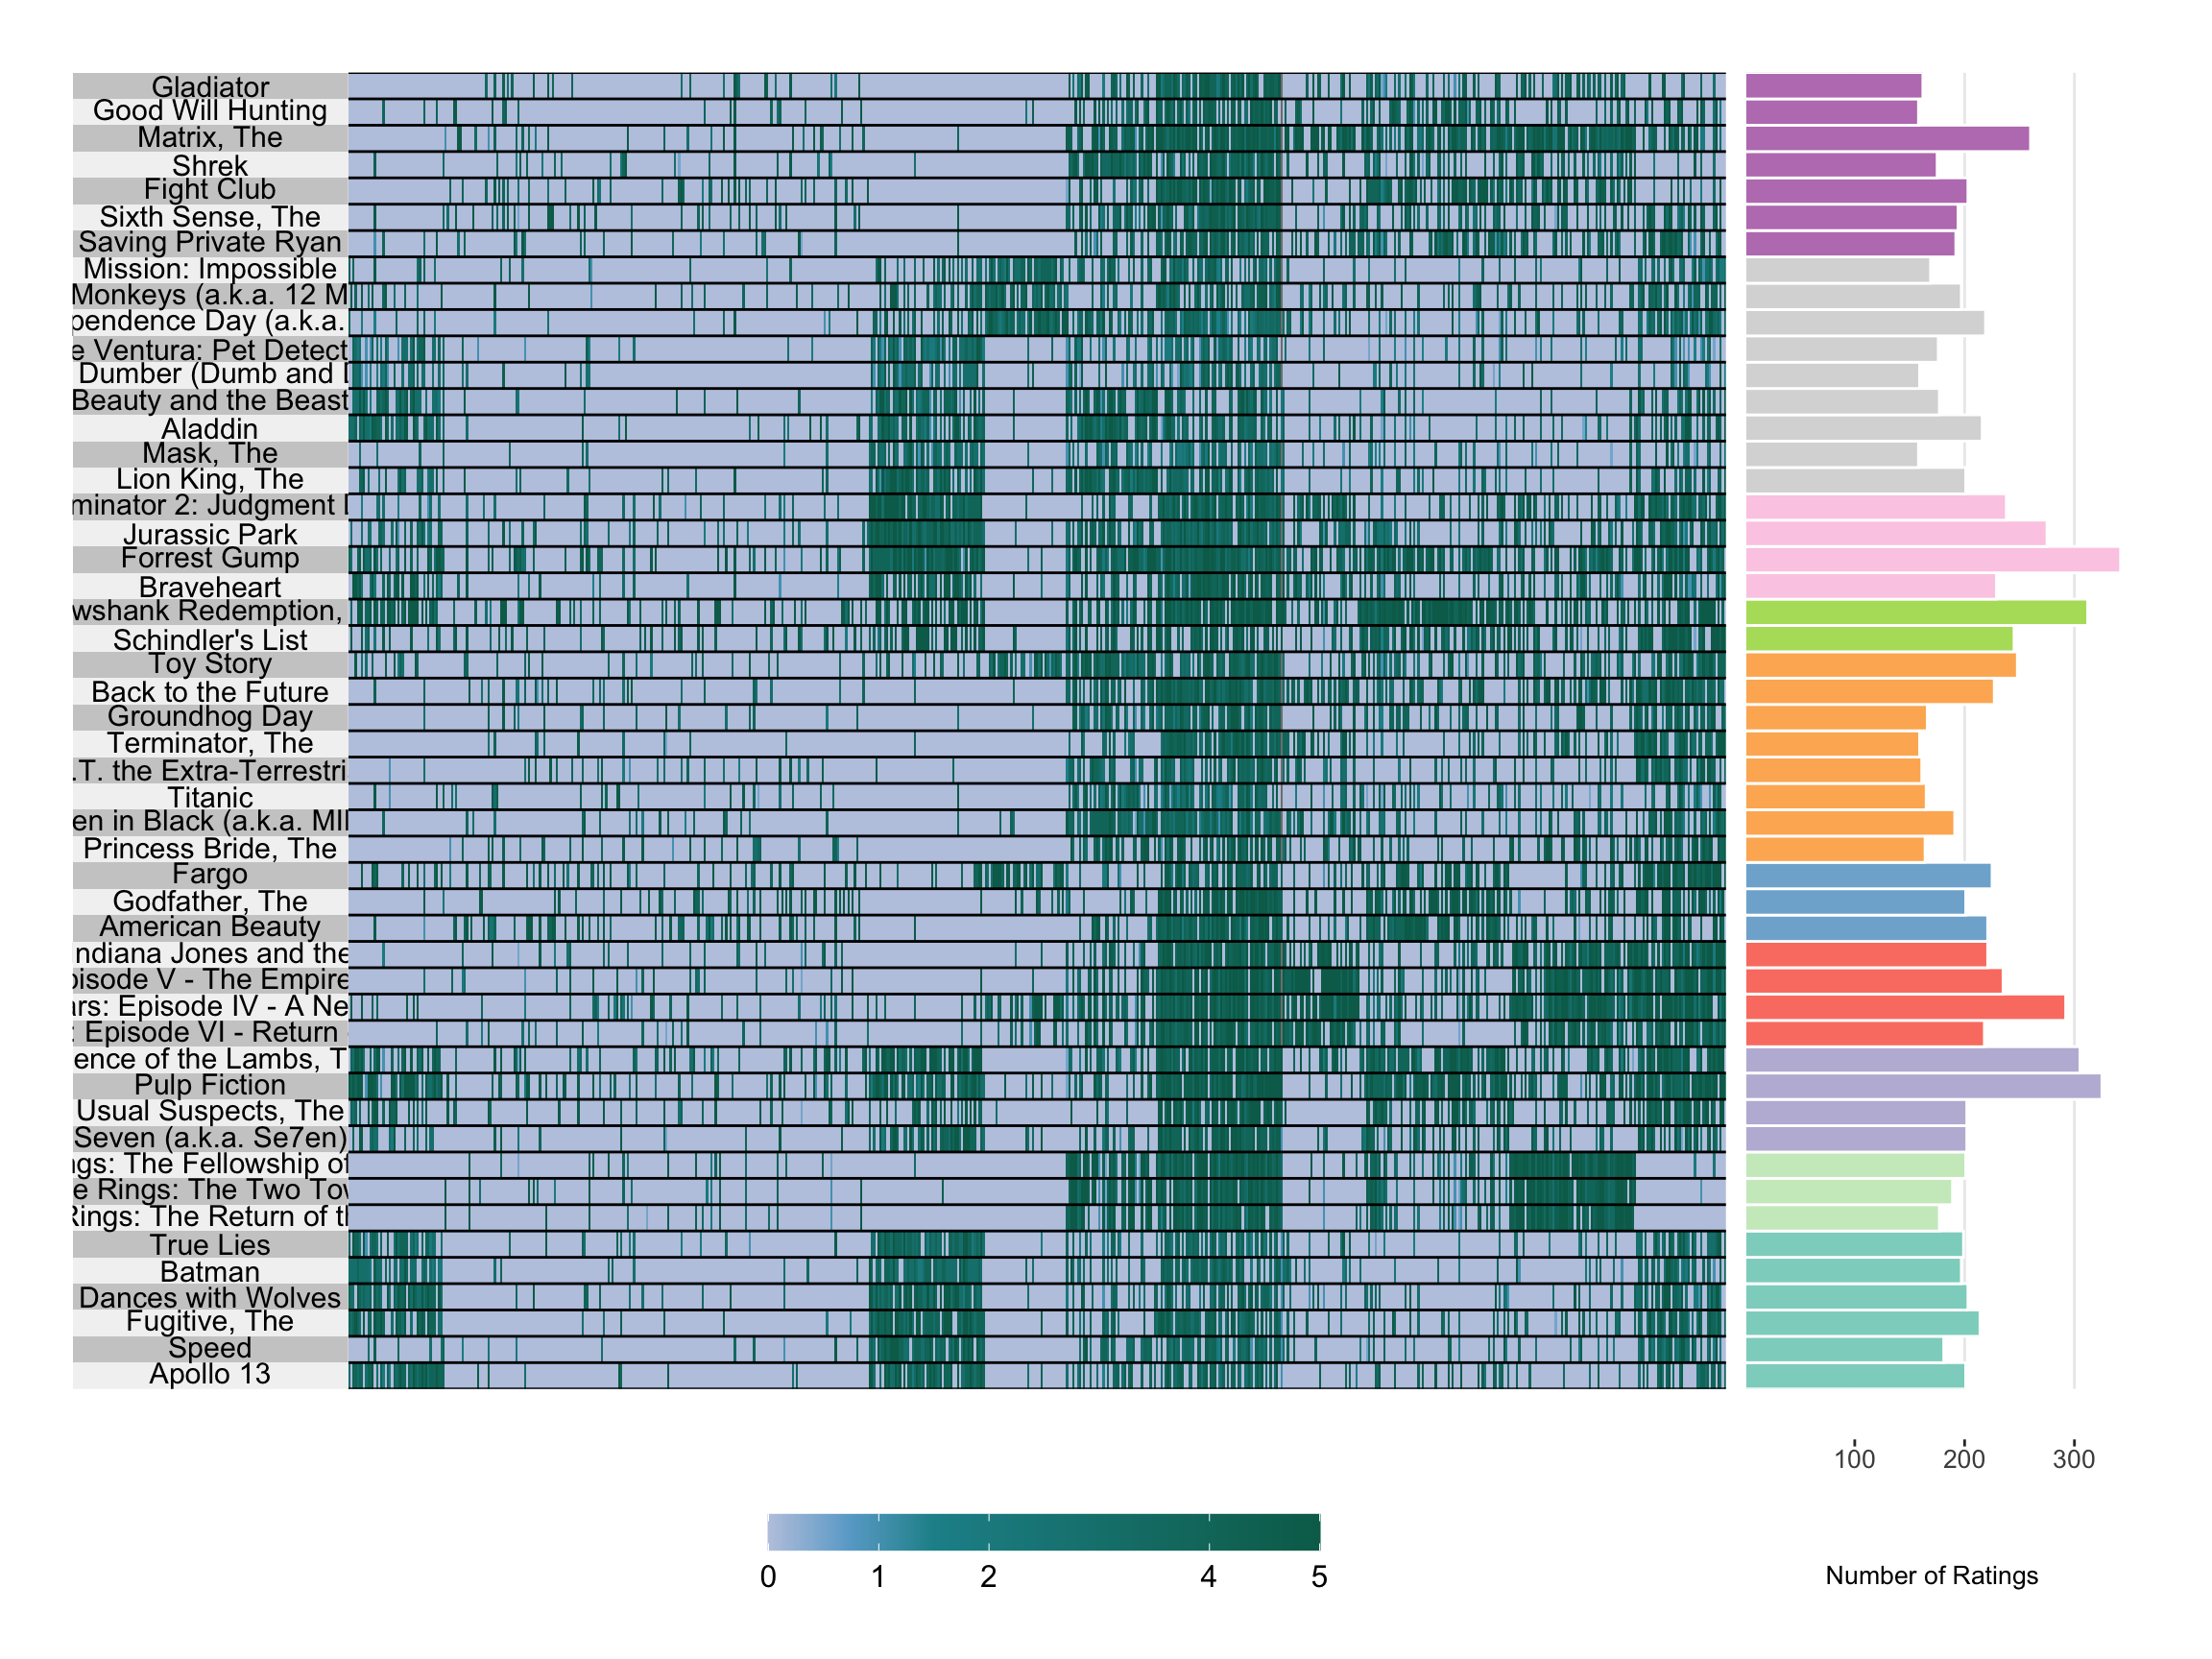 Gladiator
Good Will Hunting
Matrix, The
Shrek
Fight Club
Sixth Sense, The
Saving Private Ryan
Mission: Impossible
Monkeys (a.k.a. 12 M
pendence Day (a.k.a.
e Ventura: Pet Detect
Dumber (Dumb and
Beauty and the Beast
Aladdin
Mask, The
Lion King, The
minator 2: Judgment
Jurassic Park
Forrest Gump
Braveheart
wshank Redemption,
Schindler's List
Toy Story
Back to the Future
Groundhog Day
Terminator, The
.T. the Extra-Terrestri
Titanic
en in Black (a.k.a. MI
Princess Bride, The
Fargo
Godfather, The
American Beauty
ndiana Jones and the
pisode V - The Empire
ars: Episode IV - A Ne
: Episode VI - Return
ence of the Lambs, T
Pulp Fiction
Usual Suspects, The
Seven (a.k.a. Se7en)
ngs: The Fellowship of
e Rings: The Two Tow
Rings: The Return of t
True Lies
Batman
Dances with Wolves
Fugitive, The
Speed
Apollo 13
100 200 300
0 1 2 4 5
Number of Ratings